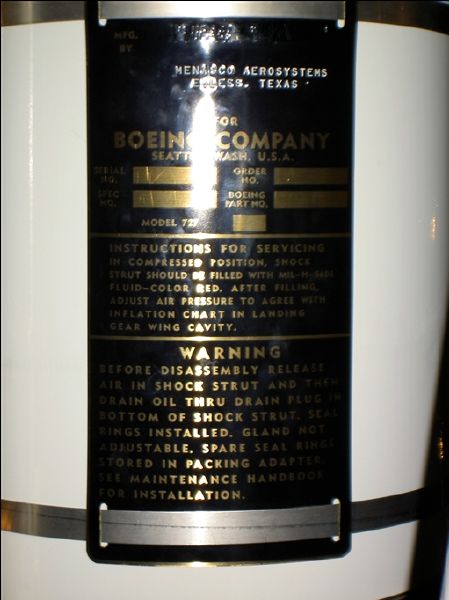 MFG.
BY
MENASCO AEROSYSTEMS
EULESS, TEXAS
FOR
BOEING COMPANY
SEATTLE, WASH. U.S.A.
SERIAL NO. ORDER NO.
SPEC NO. BOEING PART NO.
MODEL 727
INSTRUCTIONS FOR SERVICING
IN COMPRESSED POSITION, SHOCK
STRUT SHOULD BE FILLED WITH MIL-H-5606
FLUID-COLOR RED. AFTER FILLING,
ADJUST AIR PRESSURE TO AGREE WITH
INFLATION CHART IN LANDING
GEAR WING CAVITY.
WARNING
BEFORE DISASSEMBLY RELEASE
AIR IN SHOCK STRUT AND THEN
DRAIN OIL THRU DRAIN PLUG IN
BOTTOM OF SHOCK STRUT. SEAL
RINGS INSTALLED. GLAND NOT
ADJUSTABLE. SPARE SEAL RINGS
STORED IN PACKING ADAPTER.
SEE MAINTENANCE HANDBOOK
FOR INSTALLATION.